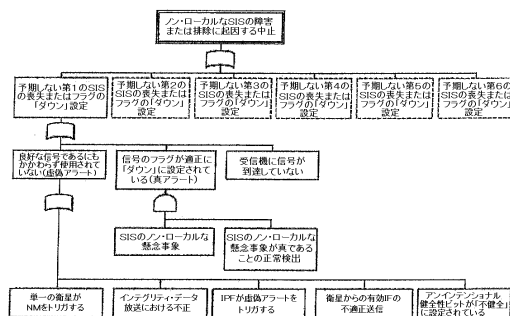 ノン・ローカルなSISの障害
または排除に起因する中止
予期しない第1のSIS
の喪失またはフラグの
「ダウン」設定
予期しない第2の
SISの喪失または
フラグの「ダウン」
設定
予期しない第3の
SISの喪失または
フラグの「ダウン」
設定
予期しない第4の
SISの喪失または
フラグの「ダウン」
設定
予期しない第5の
SISの喪失または
フラグの「ダウン」
設定
予期しない第6の
SISの喪失または
フラグの「ダウン」
設定
良好な信号であるにも
かかわらず使用されて
いない(虚偽アラート)
信号のフラグが適正に
「ダウン」に設定されて
いる(真アラート)
受信機に信号が
到達していない
SISのノン・ローカルな
懸念事象
SISのノン・ローカルな
懸念事象が真である
ことの正常検出
単一の衛星が
NMをトリガする
インテグリティ・データ
放送における不正
IPFが虚偽アラートを
トリガする
衛星からの有効IFの
不適正送信
アン・インテンショナル
健全性ビットが「不健全」
に設定されている